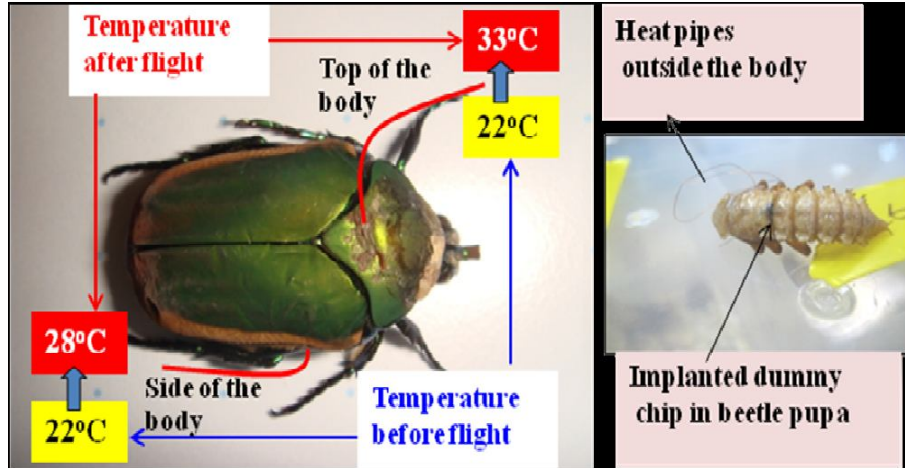 Temperature
after flight
33°C
Top of the
body
22°C
28°C
22°C
Side of the
body
Temperature
before flight
Heat pipes
outside the body
Implanted dummy
chip in beetle pupa